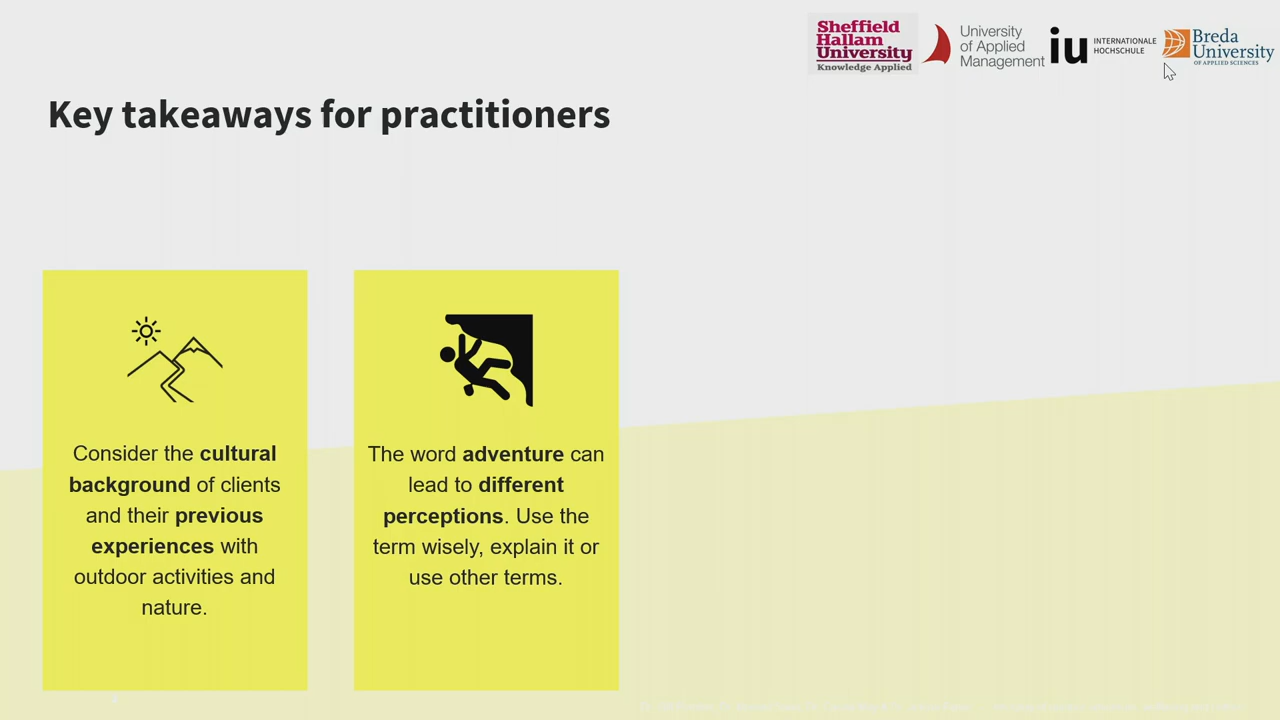 Sheffield
Hallam
University
Knowledge Applied
University
of Applied
Management
iu
INTERNATIONALE
HOCHSCHULE
Breda
University
OF APPLIED SCIENCES
Key takeaways for practitioners
Consider the cultural
background of clients
and their previous
experiences with
outdoor activities and
nature.
The word adventure can
lead to different
perceptions. Use the
term wisely, explain it or
use other terms.